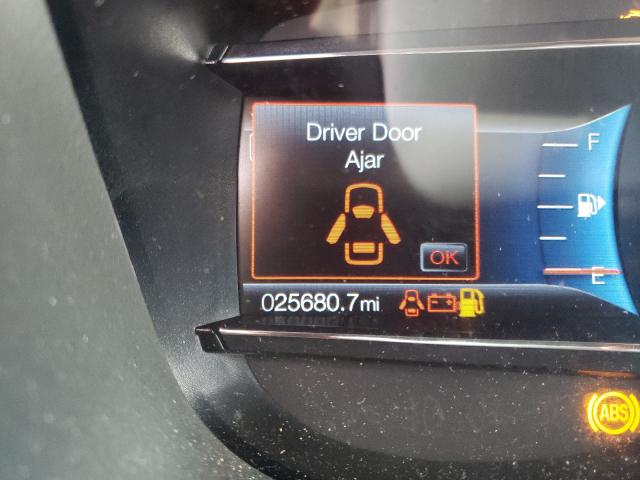 Driver Door
Ajar
F
OK
E
025680.7mi
ABS